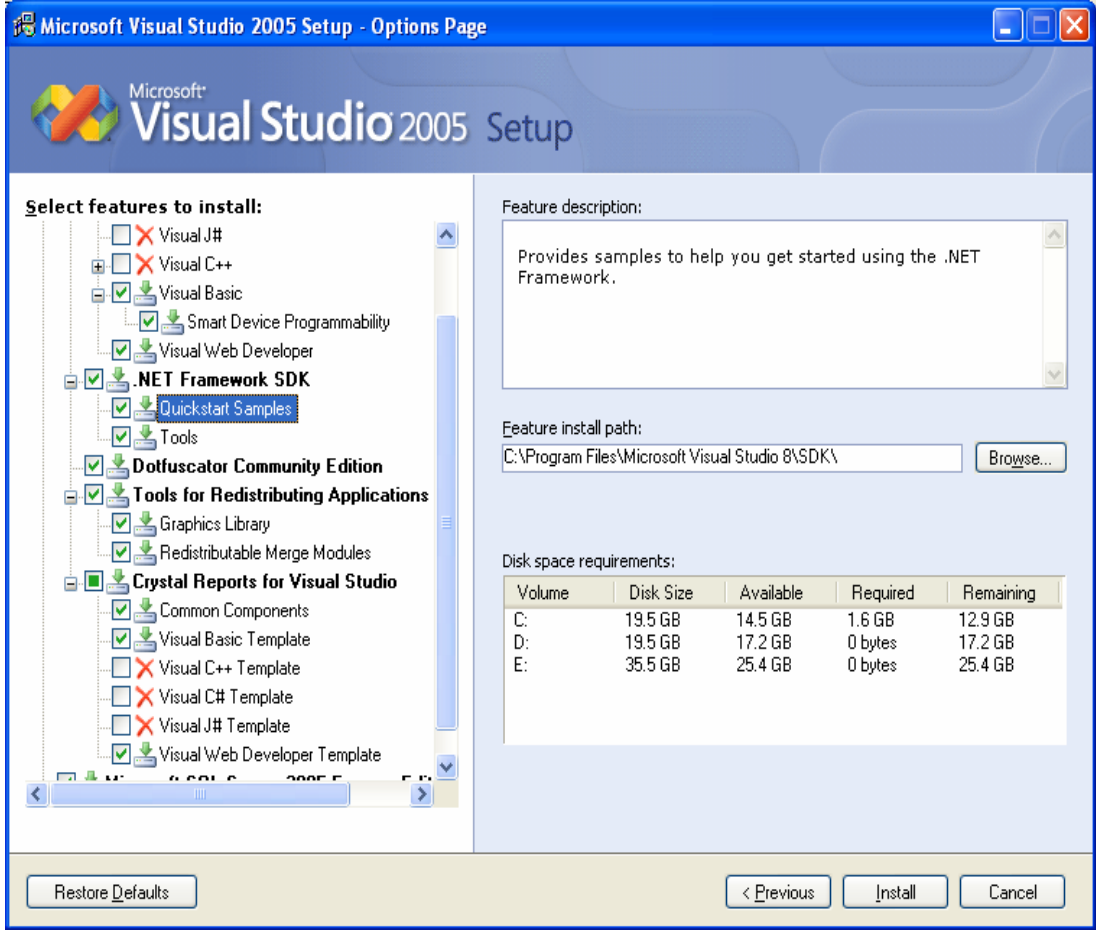 Microsoft Visual Studio 2005 Setup - Options Page
Microsoft
Visual Studio 2005 Setup
Select features to install:
Visual J#
Visual C++
Visual Basic
Smart Device Programmability
Visual Web Developer
.NET Framework SDK
Quickstart Samples
Tools
Dotfuscator Community Edition
Tools for Redistributing Applications
Graphics Library
Redistributable Merge Modules
Crystal Reports for Visual Studio
Common Components
Visual Basic Template
Visual C++ Template
Visual C# Template
Visual J# Template
Visual Web Developer Template
Feature description:
Provides samples to help you get started using the .NET
Framework.
Feature install path:
C:\Program Files\Microsoft Visual Studio 8\SDK\
Browse...
Disk space requirements:
Volume Disk Size Available Required Remaining
C: 19.5 GB 14.5 GB 1.6 GB 12.9 GB
D: 19.5 GB 17.2 GB 0 bytes 17.2 GB
E: 35.5 GB 25.4 GB 0 bytes 25.4 GB
Restore Defaults
< Previous
Install
Cancel